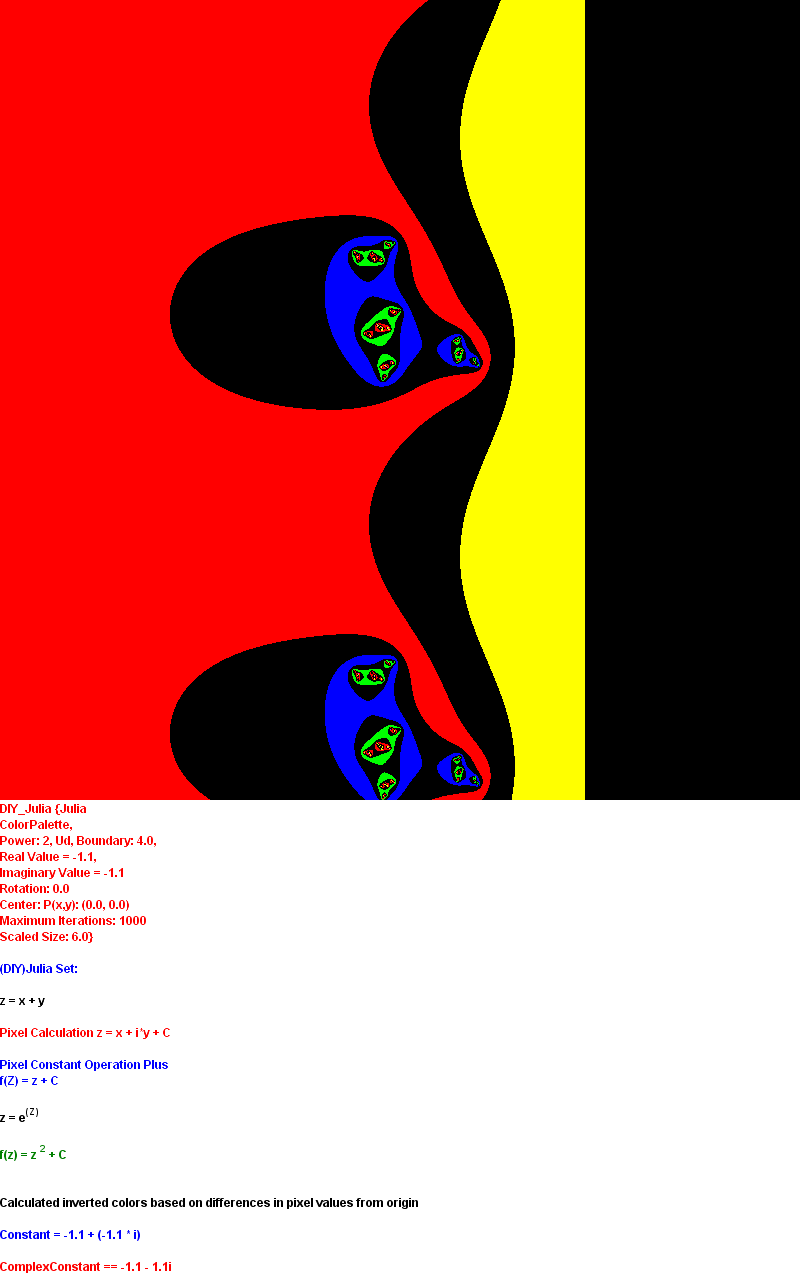 DIY_Julia {Julia
ColorPalette,
Power: 2, Ud, Boundary: 4.0,
Real Value = -1.1,
Imaginary Value = -1.1
Rotation: 0.0
Center: P(x,y): (0.0, 0.0)
Maximum Iterations: 1000
Scaled Size: 6.0}
(DIY)Julia Set:
z = x + y
Pixel Calculation z = x + i*y + C
Pixel Constant Operation Plus
f(Z) = z + C
z = e^(Z)
f(z) = z ^2 + C
Calculated inverted colors based on differences in pixel values from origin
Constant = -1.1 + (-1.1 * i)
ComplexConstant == -1.1 - 1.1i